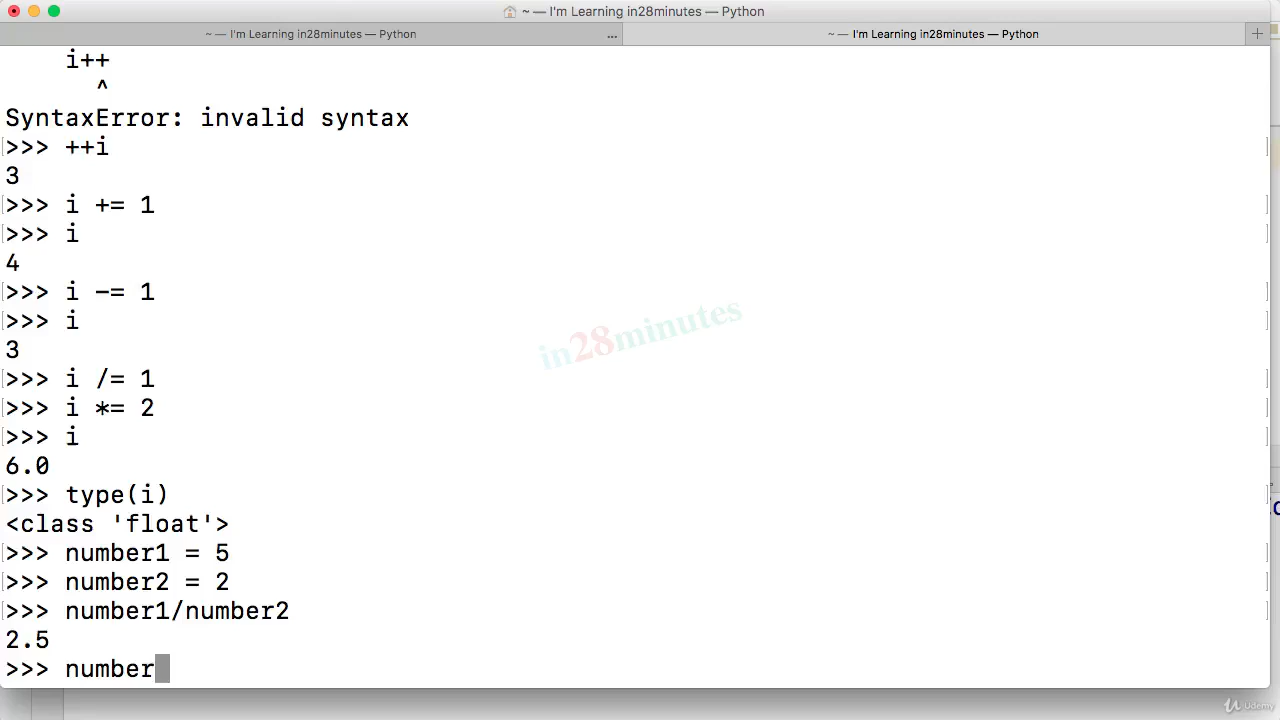 ~ — I'm Learning in28minutes — Python
~ — I'm Learning in28minutes — Python ...
~ — I'm Learning in28minutes — Python +
i++
^
SyntaxError: invalid syntax
>>> ++i
3
>>> i += 1
>>> i
4
>>> i -= 1
>>> i
3
>>> i /= 1
>>> i *= 2
>>> i
6.0
>>> type(i)
<class 'float'>
>>> number1 = 5
>>> number2 = 2
>>> number1/number2
2.5
>>> number
in28minutes
Udemy